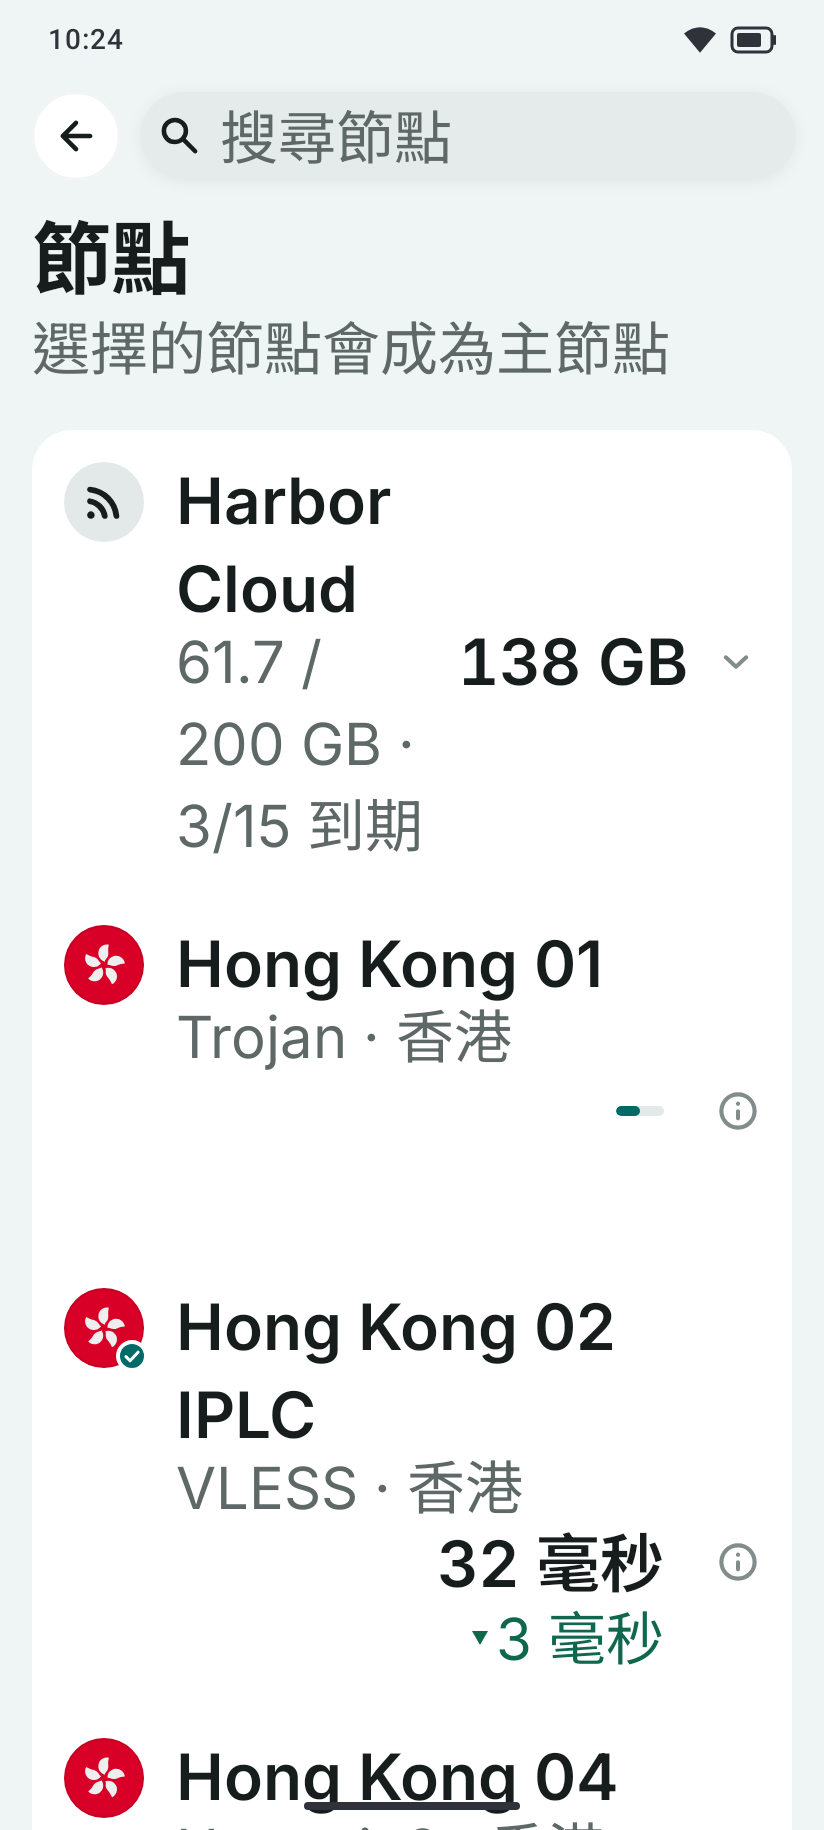 10:24
搜尋節點
節點
選擇的節點會成為主節點
Harbor
Cloud
61.7 /
200 GB ·
3/15 到期
138 GB
Hong Kong 01
Trojan · 香港
Hong Kong 02
IPLC
VLESS · 香港
32 毫秒
▼3 毫秒
Hong Kong 04